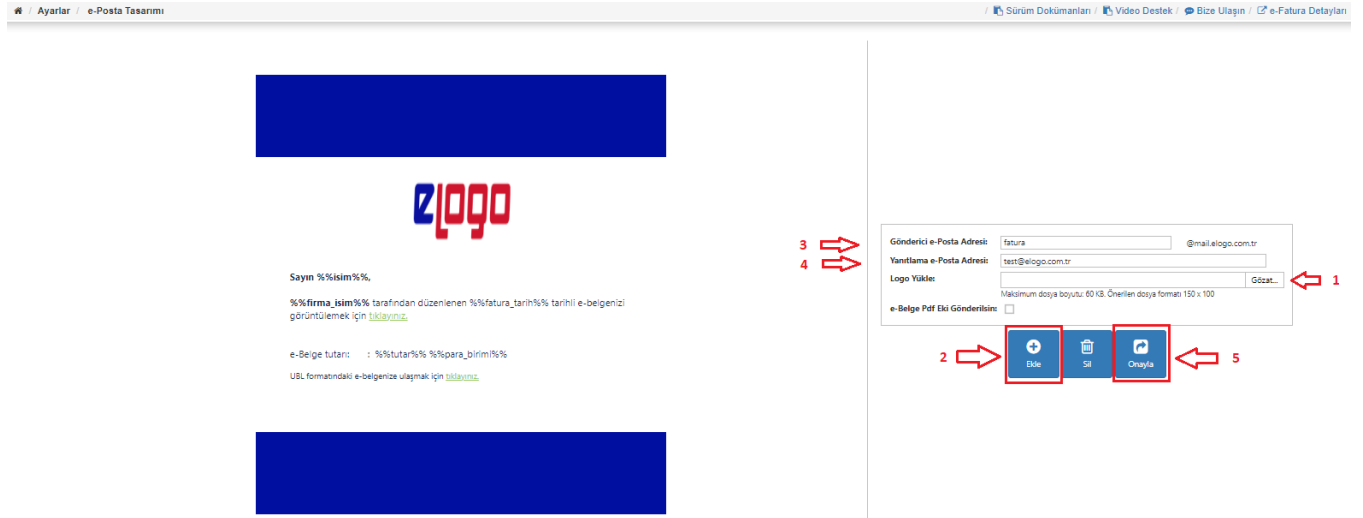 / Ayarlar / e-Posta Tasarımı
/ Sürüm Dokümanları / Video Destek / Bize Ulaşın / e-Fatura Detayları
elogo
Sayın %%isim%%,
%%firma_isim%% tarafından düzenlenen %%fatura_tarih%% tarihli e-belgenizi
görüntülemek için tıklayınız.
e-Belge tutarı: : %%tutar%% %%para_birimi%%
UBL formatındaki e-belgenize ulaşmak için tıklayınız.
3 Gönderici e-Posta Adresi: fatura @mail.elogo.com.tr
4 Yanıtlama e-Posta Adresi: test@elogo.com.tr
Logo Yükle: Gözat... 1
Maksimum dosya boyutu: 60 KB. Önerilen dosya formatı 150 x 100
e-Belge Pdf Eki Gönderilsin:
2 Ekle Sil Onayla 5